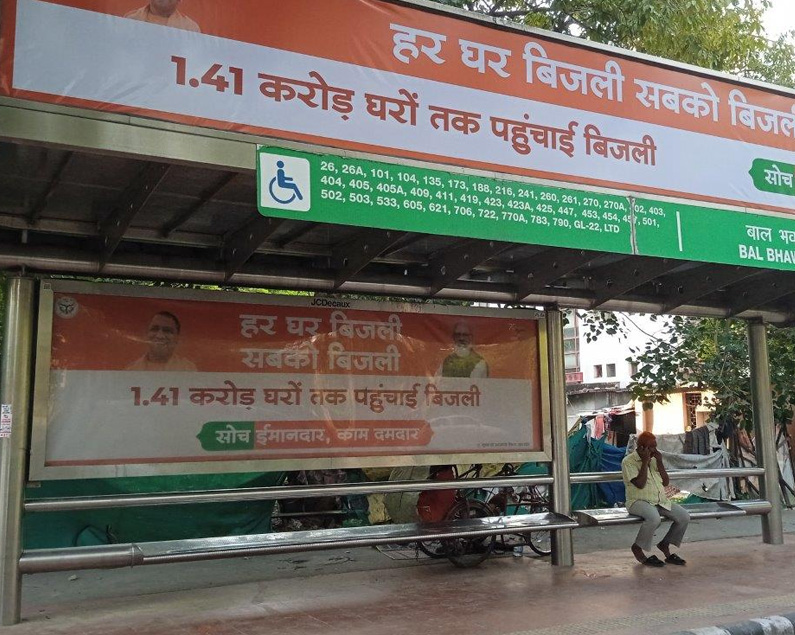 हर घर बिजली सबको बिजली
1.41 करोड़ घरों तक पहुंचाई बिजली
सोच
26, 26A, 101, 104, 135, 173, 188, 216, 241, 260, 261, 270, 270A, 402, 403,
404, 405, 405A, 409, 411, 419, 423, 423A, 425, 447, 453, 454, 501,
502, 503, 533, 605, 621, 706, 722, 770A, 783, 790, GL-22, LTD
बाल
BAL
JCDecaux
हर घर बिजली
सबको बिजली
1.41 करोड़ घरों तक पहुंचाई बिजली
सोच ईमानदार, काम दमदार